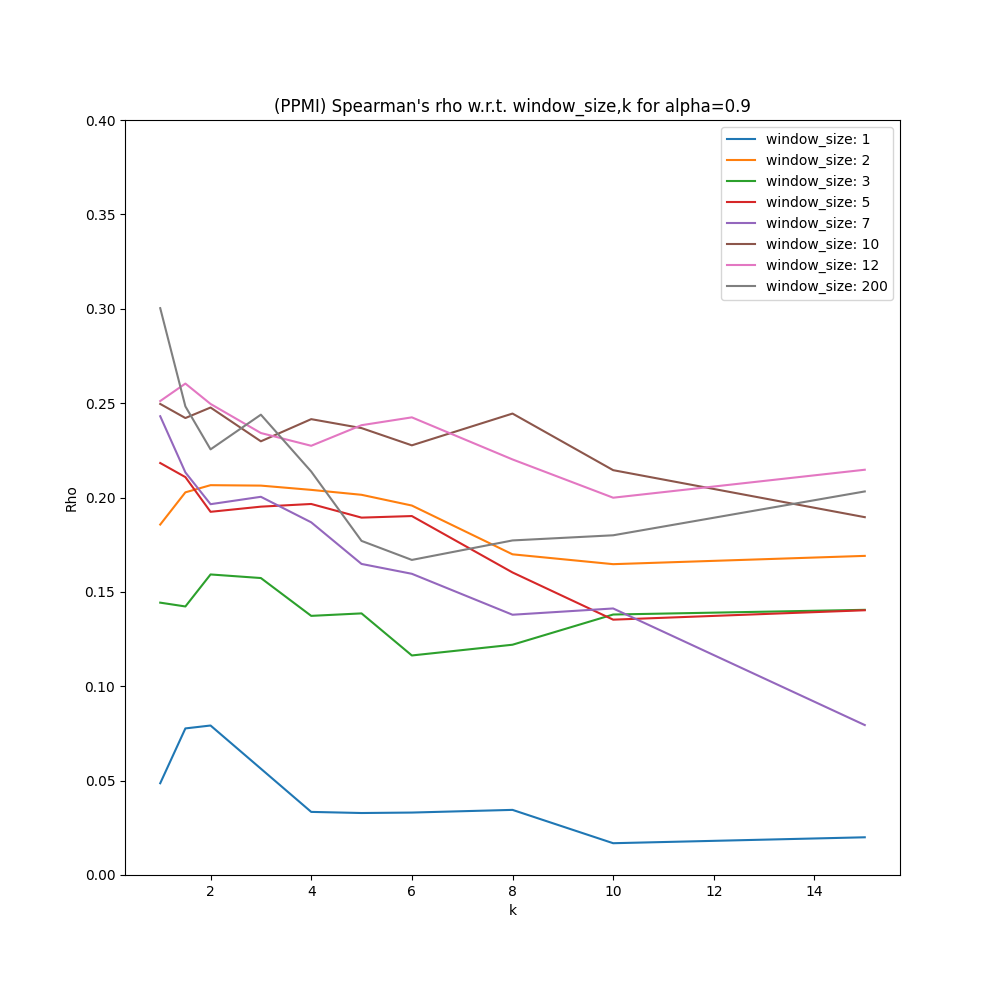 (PPMI) Spearman's rho w.r.t. window_size,k for alpha=0.9
0.40
0.35
0.30
0.25
0.20
0.15
0.10
0.05
0.00
Rho
window_size: 1
window_size: 2
window_size: 3
window_size: 5
window_size: 7
window_size: 10
window_size: 12
window_size: 200
2 4 6 8 10 12 14
k